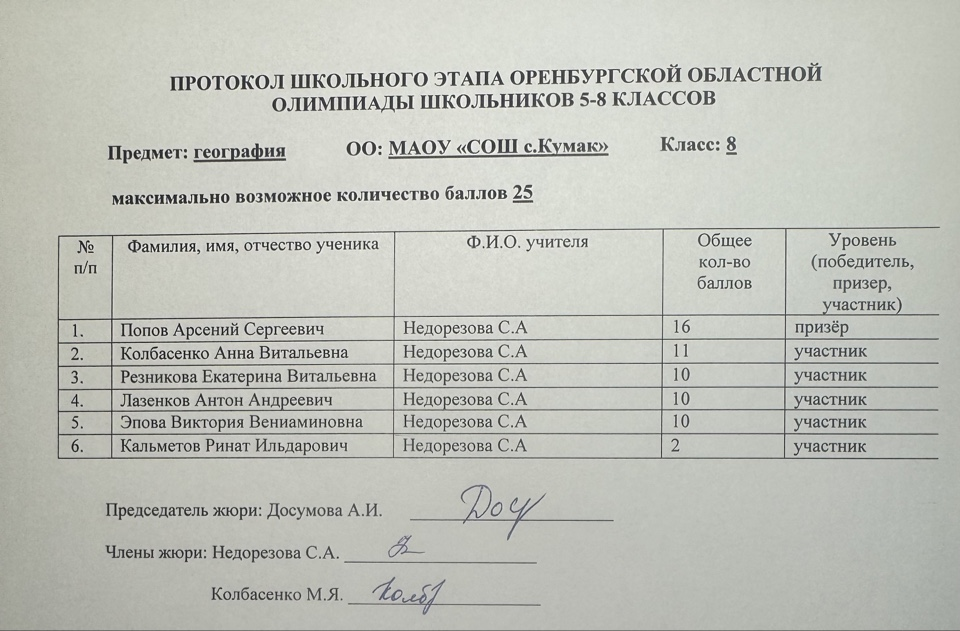 ПРОТОКОЛ ШКОЛЬНОГО ЭТАПА ОРЕНБУРГСКОЙ ОБЛАСТНОЙ
ОЛИМПИАДЫ ШКОЛЬНИКОВ 5-8 КЛАССОВ
Предмет: география ОО: МАОУ «СОШ с.Кумак» Класс: 8
максимально возможное количество баллов 25
№ п/п Фамилия, имя, отчество ученика Ф.И.О. учителя Общее кол-во баллов Уровень (победитель, призер, участник)
1. Попов Арсений Сергеевич Недорезова С.А 16 призёр
2. Колбасенко Анна Витальевна Недорезова С.А 11 участник
3. Резникова Екатерина Витальевна Недорезова С.А 10 участник
4. Лазенков Антон Андреевич Недорезова С.А 10 участник
5. Эпова Виктория Вениаминовна Недорезова С.А 10 участник
6. Кальметов Ринат Ильдарович Недорезова С.А 2 участник
Председатель жюри: Досумова А.И.
Члены жюри: Недорезова С.А.
Колбасенко М.Я.